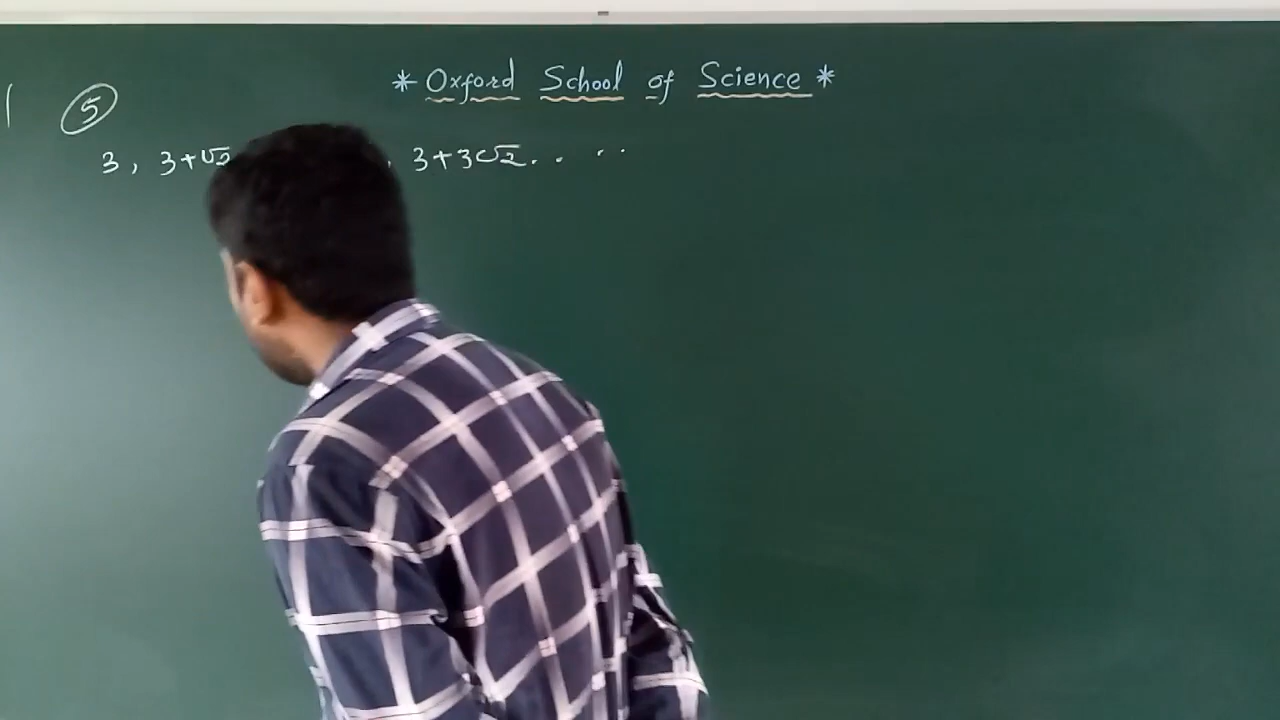 * Oxford School of Science *
5
3, 3+√2 , 3+3√2.. ..